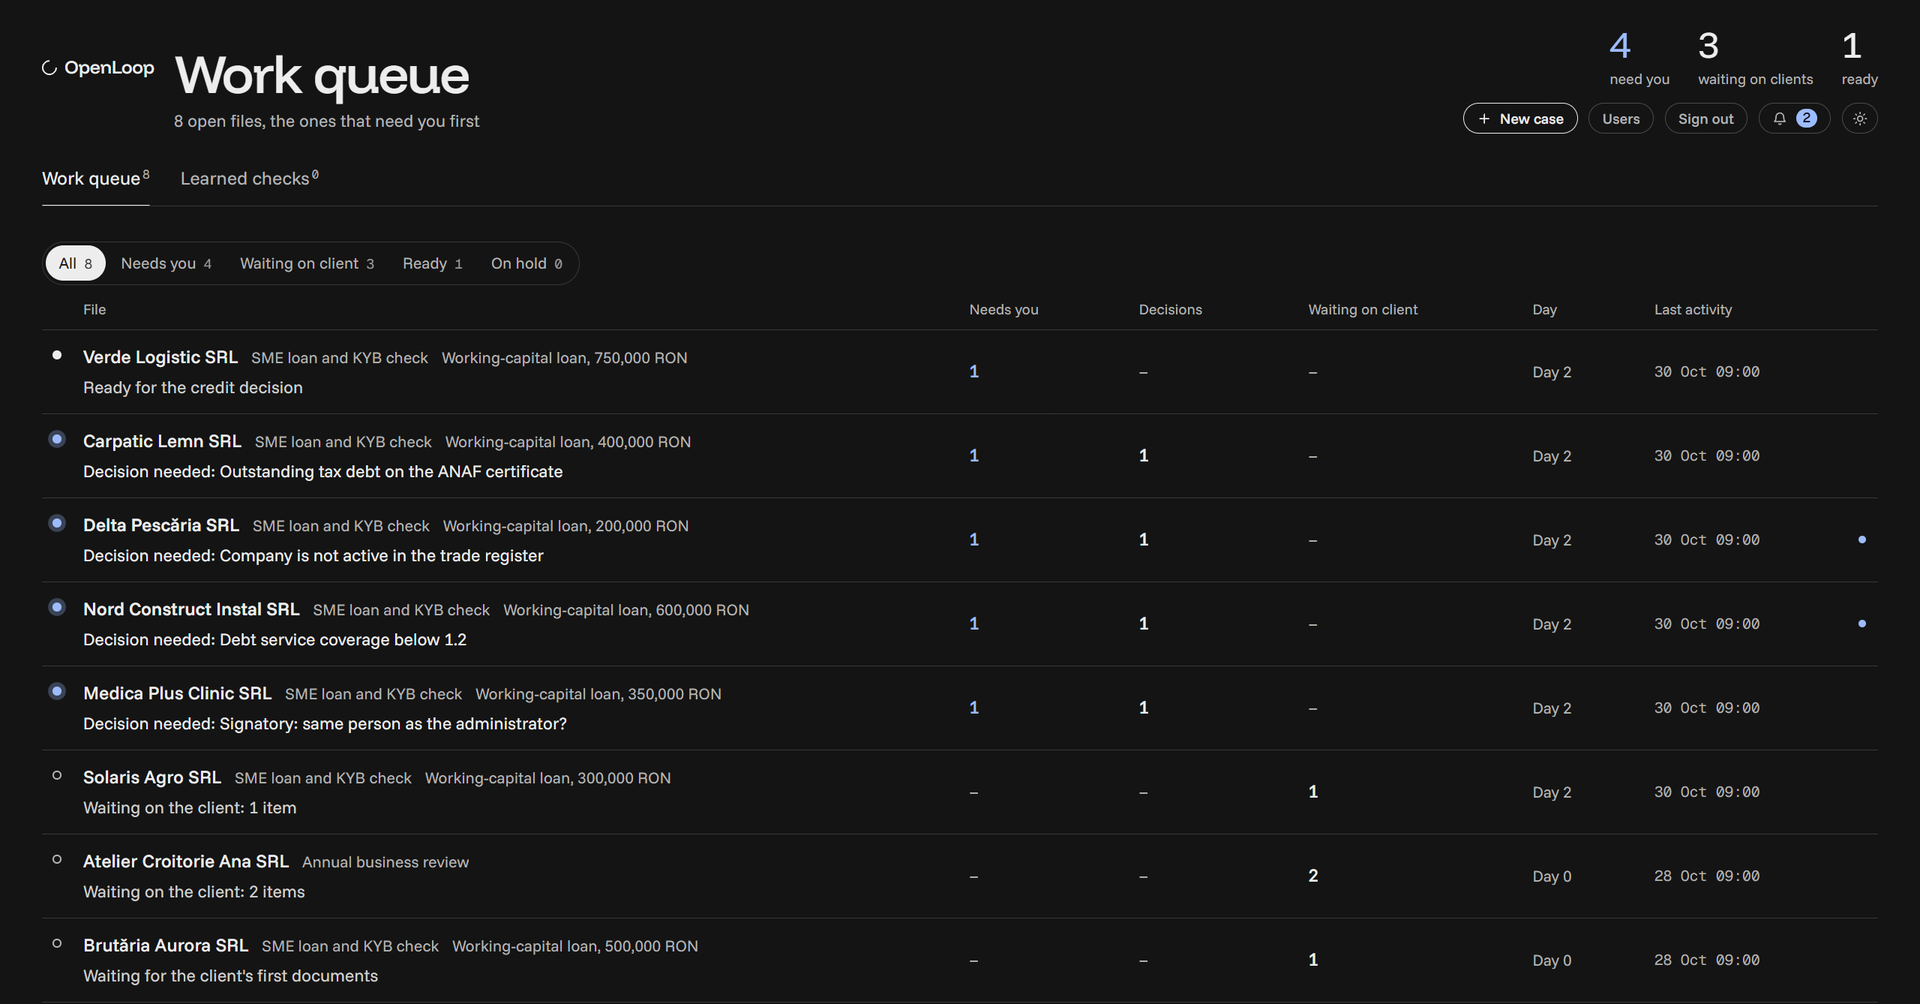 OpenLoop
Work queue
8 open files, the ones that need you first
4 3 1
need you waiting on clients ready
+ New case Users Sign out 2
Work queue 8 Learned checks 0
All 8 Needs you 4 Waiting on client 3 Ready 1 On hold 0
File Needs you Decisions Waiting on client Day Last activity
Verde Logistic SRL SME loan and KYB check Working-capital loan, 750,000 RON
Ready for the credit decision
1 – – Day 2 30 Oct 09:00
Carpatic Lemn SRL SME loan and KYB check Working-capital loan, 400,000 RON
Decision needed: Outstanding tax debt on the ANAF certificate
1 1 – Day 2 30 Oct 09:00
Delta Pescăria SRL SME loan and KYB check Working-capital loan, 200,000 RON
Decision needed: Company is not active in the trade register
1 1 – Day 2 30 Oct 09:00
Nord Construct Instal SRL SME loan and KYB check Working-capital loan, 600,000 RON
Decision needed: Debt service coverage below 1.2
1 1 – Day 2 30 Oct 09:00
Medica Plus Clinic SRL SME loan and KYB check Working-capital loan, 350,000 RON
Decision needed: Signatory: same person as the administrator?
1 1 – Day 2 30 Oct 09:00
Solaris Agro SRL SME loan and KYB check Working-capital loan, 300,000 RON
Waiting on the client: 1 item
– – 1 Day 2 30 Oct 09:00
Atelier Croitorie Ana SRL Annual business review
Waiting on the client: 2 items
– – 2 Day 0 28 Oct 09:00
Brutăria Aurora SRL SME loan and KYB check Working-capital loan, 500,000 RON
Waiting for the client's first documents
– – 1 Day 0 28 Oct 09:00